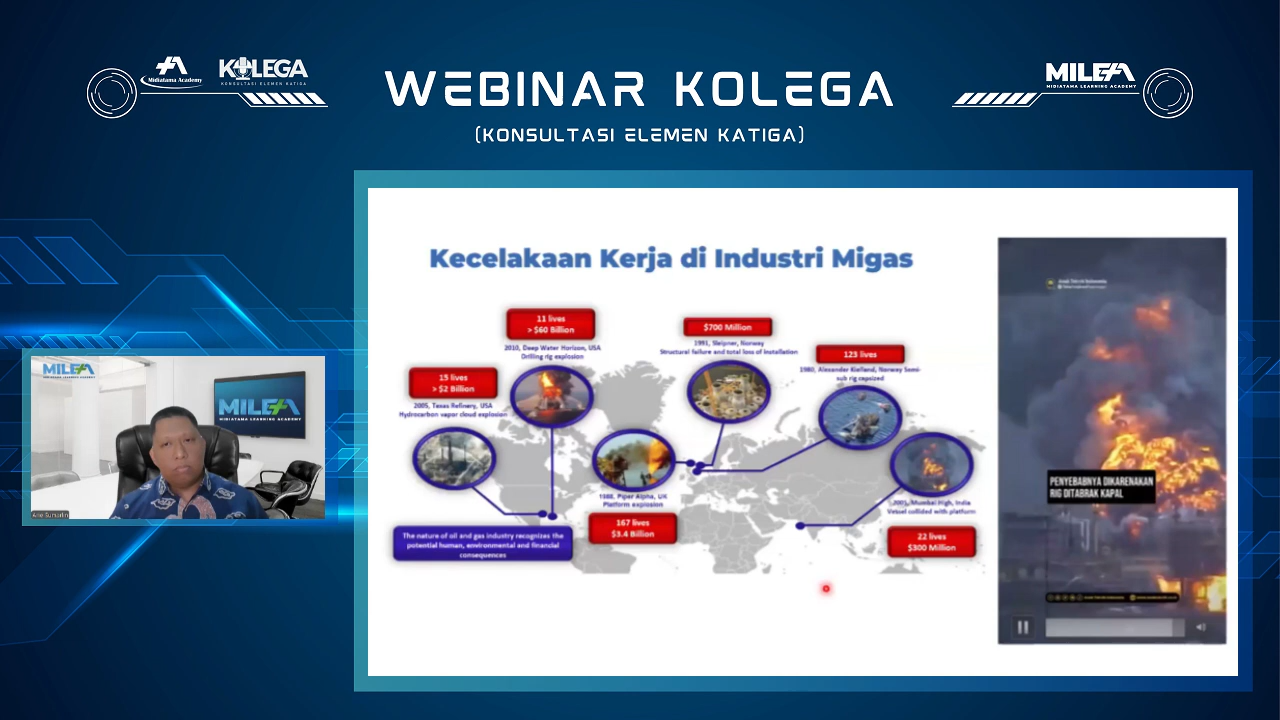 Midiatama Academy
KOLEGA
KONSULTASI ELEMEN KATIGA
WEBINAR KOLEGA
(KONSULTASI ELEMEN KATIGA)
MILEA
MIDIATAMA LEARNING ACADEMY
Kecelakaan Kerja di Industri Migas
11 lives
> $60 Billion
2010, Deep Water Horizon, USA
Drilling rig explosion
$700 Million
1991, Sleipner, Norway
Structural failure and total loss of installation
123 lives
1980, Alexander Kielland, Norway Semi-
sub rig capsized
15 lives
> $2 Billion
2005, Texas Refinery, USA
Hydrocarbon vapor cloud explosion
1988, Piper Alpha, UK
Platform explosion
167 lives
$3.4 Billion
2005, Mumbai High, India
Vessel collided with platform
22 lives
$300 Million
The nature of oil and gas industry recognizes the
potential human, environmental and financial
consequences
PENYEBABNYA DIKARENAKAN
RIG DITABRAK KAPAL
MILEA
MILEA
MIDIATAMA LEARNING ACADEMY